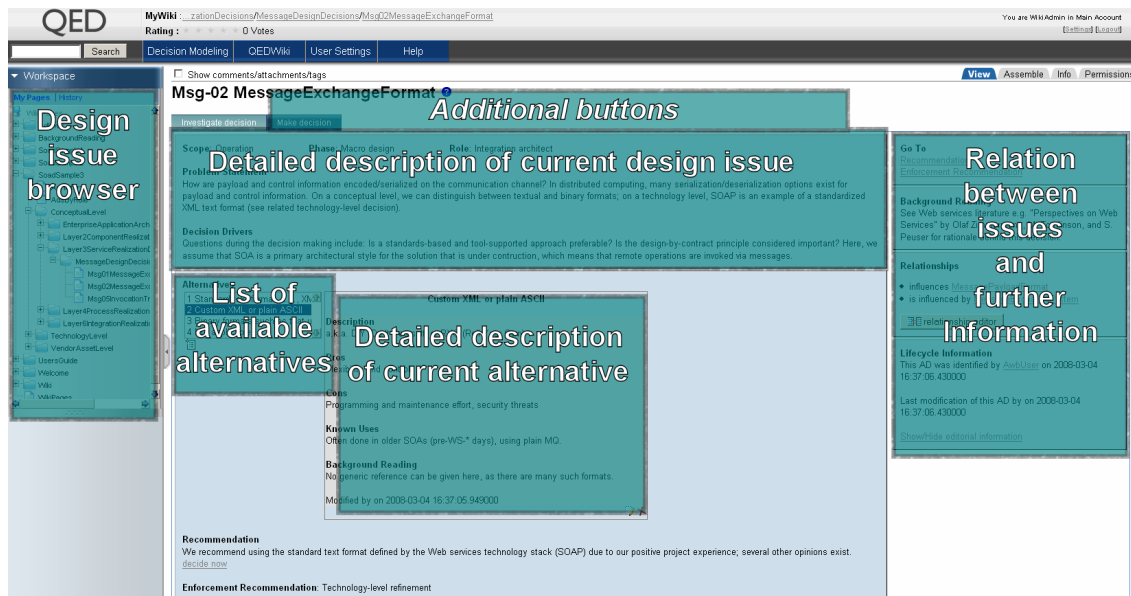 QED
MyWiki :...zationDecisions/MessageDesignDecisions/Msg02MessageExchangeFormat
Rating : 0 Votes
You are WikiAdmin in Main Account
[Settings] [Logout]
Search
Decision Modeling QEDWiki User Settings Help
Workspace
Show comments/attachments/tags
View Assemble Info Permissions
My Pages | History
Msg-02 MessageExchangeFormat
Additional buttons
Investigate decision Make decision
Design issue browser
BackgroundReading
SoadSample3
ConceptualLevel
EnterpriseApplicationArch
Layer2ComponentRealizat
Layer3ServiceRealizationD
MessageDesignDecisi
Msg01MessageExc
Msg02MessageExc
Msg05InvocationTr
Layer4ProcessRealization
Layer6IntegrationRealizatio
TechnologyLevel
VendorAssetLevel
UsersGuide
Welcome
Wiki
WikiPages
Scope: Operation Phase: Macro design Role: Integration architect
Detailed description of current design issue
Problem Statement
How are payload and control information encoded/serialized on the communication channel? In distributed computing, many serialization/deserialization options exist for
payload and control information. On a conceptual level, we can distinguish between textual and binary formats; on a technology level, SOAP is an example of a standardized
XML text format (see related technology-level decision).
Decision Drivers
Questions during the decision making include: Is a standards-based and tool-supported approach preferable? Is the design-by-contract principle considered important? Here, we
assume that SOA is a primary architectural style for the solution that is under contruction, which means that remote operations are invoked via messages.
Alternatives
2 Custom XML or plain ASCII
List of
available
alternatives
Custom XML or plain ASCII
Description
Detailed description
of current alternative
Cons
Programming and maintenance effort, security threats
Known Uses
Often done in older SOAs (pre-WS-* days), using plain MQ.
Background Reading
No generic reference can be given here, as there are many such formats.
Modified by on 2008-03-04 16:37:05.949000
Recommendation
We recommend using the standard text format defined by the Web services technology stack (SOAP) due to our positive project experience; several other opinions exist.
decide now
Enforcement Recommendation: Technology-level refinement
Go To
Recommendation
Enforcement Recommendation
Relation
between
issues
and
further
Information
Background Reading
See Web services literature e.g. "Perspectives on Web
Services" by Olaf
Peuser for rationale behind this decision.
Relationships
influences MessagePayloadFormat
is influenced by
relationship editor
Lifecycle Information
This AD was identified by AwbUser on 2008-03-04
16:37:06.430000
Last modification of this AD by on 2008-03-04
16:37:06.430000
Show/Hide editorial information